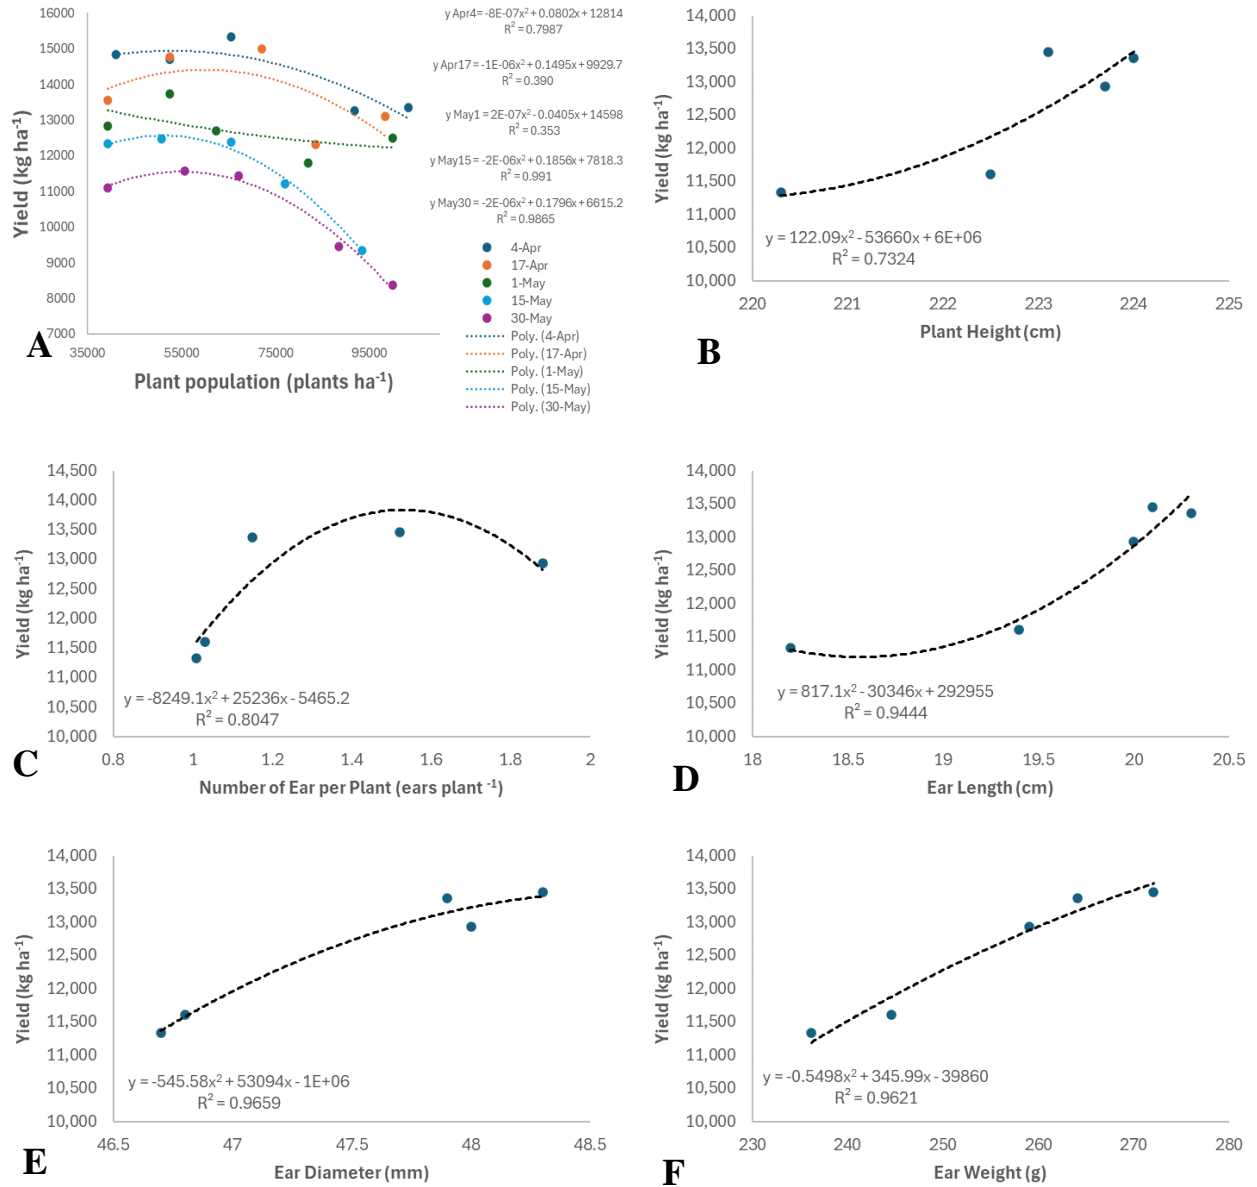 16000
15000
14000
13000
12000
11000
10000
9000
8000
7000
Yield (kg ha-1)
35000 55000 75000 95000
Plant population (plants ha-1)
A
y Apr4= -8E-07x² + 0.0802x + 12814
R² = 0.7987
y Apr17 = -1E-06x² + 0.1495x + 9929.7
R² = 0.390
y May1 = 2E-07x² -0.0405x + 14598
R² = 0.353
y May15 = -2E-06x² + 0.1856x + 7818.3
R² = 0.991
y May30 = -2E-06x² + 0.1796x + 6615.2
R² = 0.9865
4-Apr
17-Apr
1-May
15-May
30-May
Poly. (4-Apr)
Poly. (17-Apr)
Poly. (1-May)
Poly. (15-May)
Poly. (30-May)
14,000
13,500
13,000
12,500
12,000
11,500
11,000
10,500
10,000
Yield (kg ha-1)
y = 122.09x² - 53660x + 6E+06
R² = 0.7324
220 221 222 223 224 225
Plant Height (cm)
B
14,500
14,000
13,500
13,000
12,500
12,000
11,500
11,000
10,500
10,000
Yield (kg ha-1)
y = -8249.1x² + 25236x - 5465.2
R² = 0.8047
0.8 1 1.2 1.4 1.6 1.8 2
Number of Ear per Plant (ears plant -1)
C
14,000
13,500
13,000
12,500
12,000
11,500
11,000
10,500
10,000
Yield (kg ha-1)
y = 817.1x² - 30346x + 292955
R² = 0.9444
18 18.5 19 19.5 20 20.5
Ear Length (cm)
D
14,000
13,500
13,000
12,500
12,000
11,500
11,000
10,500
10,000
Yield (kg ha-1)
y = -545.58x² + 53094x - 1E+06
R² = 0.9659
46.5 47 47.5 48 48.5
Ear Diameter (mm)
E
14,000
13,500
13,000
12,500
12,000
11,500
11,000
10,500
10,000
Yield (kg ha-1)
y = -0.5498x² + 345.99x - 39860
R² = 0.9621
230 240 250 260 270 280
Ear Weight (g)
F